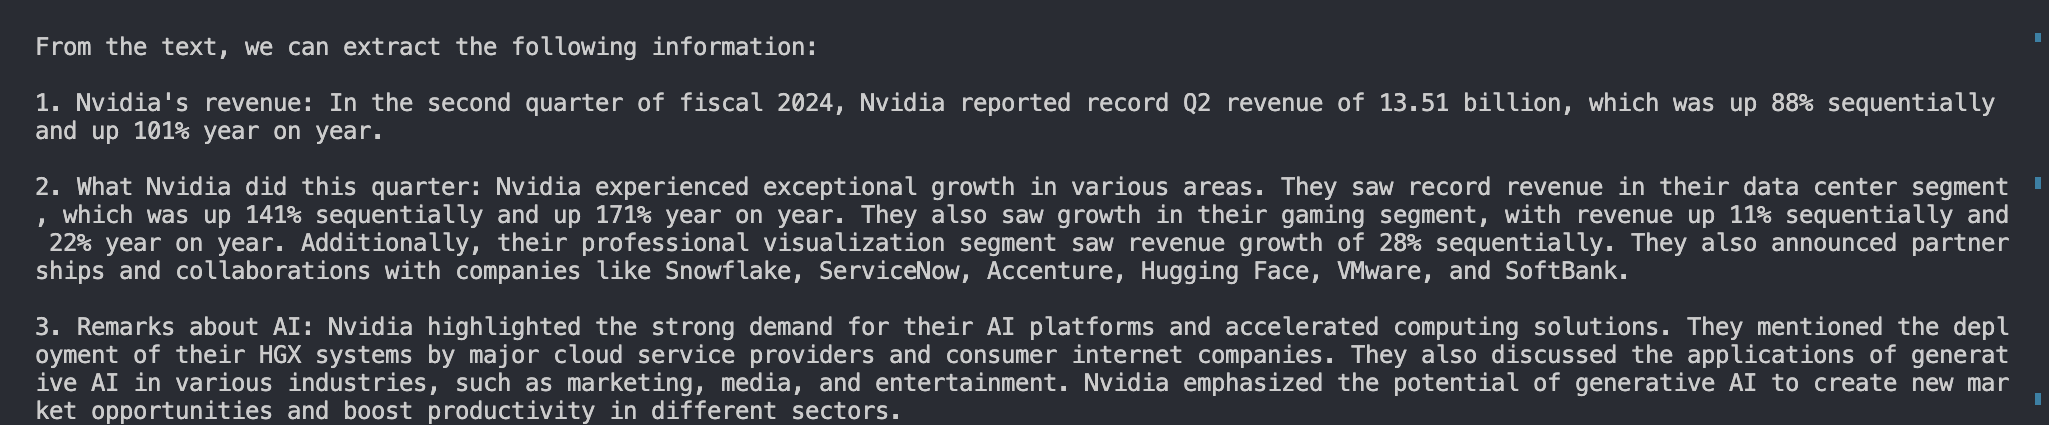 From the text, we can extract the following information:
1. Nvidia's revenue: In the second quarter of fiscal 2024, Nvidia reported record Q2 revenue of 13.51 billion, which was up 88% sequentially
and up 101% year on year.
2. What Nvidia did this quarter: Nvidia experienced exceptional growth in various areas. They saw record revenue in their data center segment
, which was up 141% sequentially and up 171% year on year. They also saw growth in their gaming segment, with revenue up 11% sequentially and
22% year on year. Additionally, their professional visualization segment saw revenue growth of 28% sequentially. They also announced partner
ships and collaborations with companies like Snowflake, ServiceNow, Accenture, Hugging Face, VMware, and SoftBank.
3. Remarks about AI: Nvidia highlighted the strong demand for their AI platforms and accelerated computing solutions. They mentioned the depl
oyment of their HGX systems by major cloud service providers and consumer internet companies. They also discussed the applications of generat
ive AI in various industries, such as marketing, media, and entertainment. Nvidia emphasized the potential of generative AI to create new mar
ket opportunities and boost productivity in different sectors.